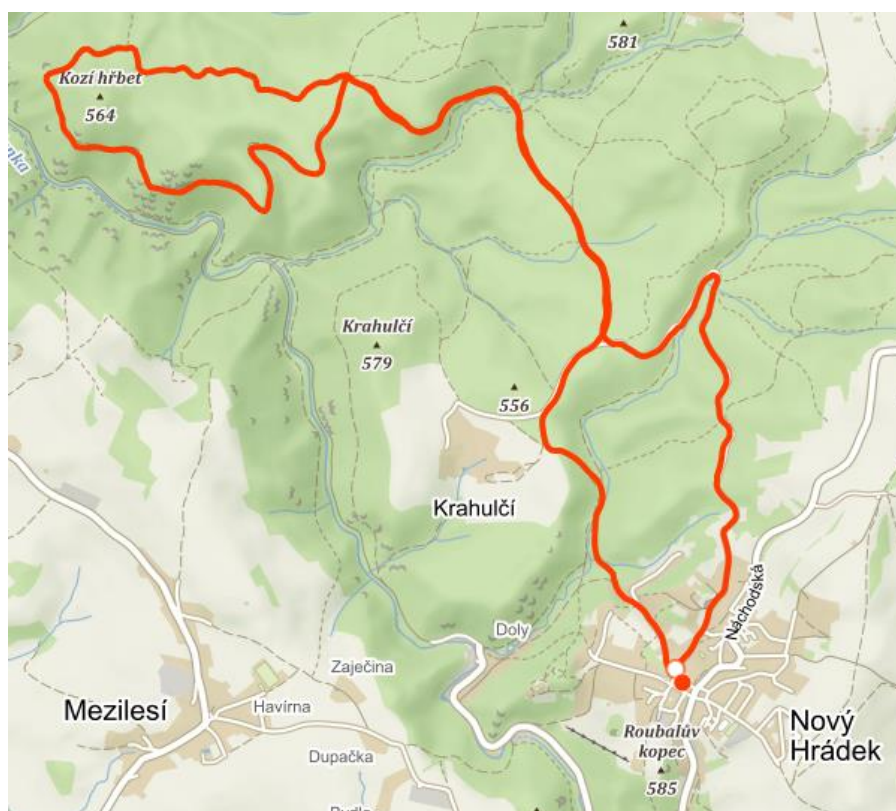 581
Kozí hřbet
564
Krahulčí
579
556
Krahulčí
Náchodská
Doly
Zaječina
Mezilesí
Havírna
Roubalův
kopec
585
Nový
Hrádek
Dupačka